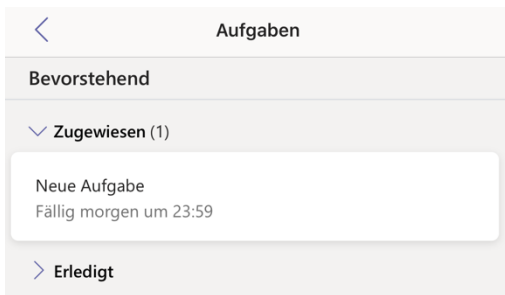 Aufgaben
Bevorstehend
Zugewiesen (1)
Neue Aufgabe
Fällig morgen um 23:59
Erledigt